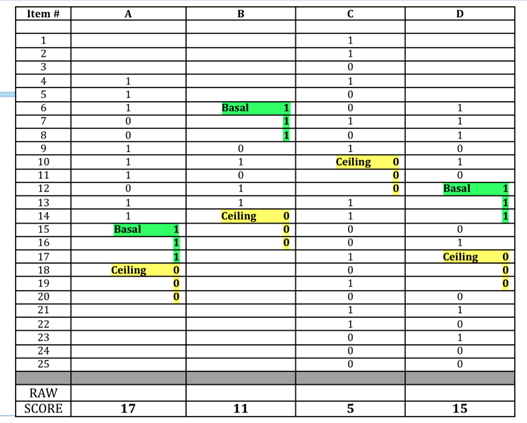 Item # A B C D
1 1
2 1
3 0
4 1 1
5 1 0
6 1 Basal 1 0 1
7 0 1 1 1
8 0 1 0 1
9 1 0 1 0
10 1 1 Ceiling 0 1
11 1 0 0 0
12 0 1 0 Basal 1
13 1 1 1 1
14 1 Ceiling 0 1 1
15 Basal 1 0 0 0
16 1 0 0 1
17 1 1 Ceiling 0
18 Ceiling 0 0 0
19 0 1 0
20 0 0 0
21 1 1
22 1 0
23 0 1
24 0 0
25 0 0
RAW
SCORE 17 11 5 15